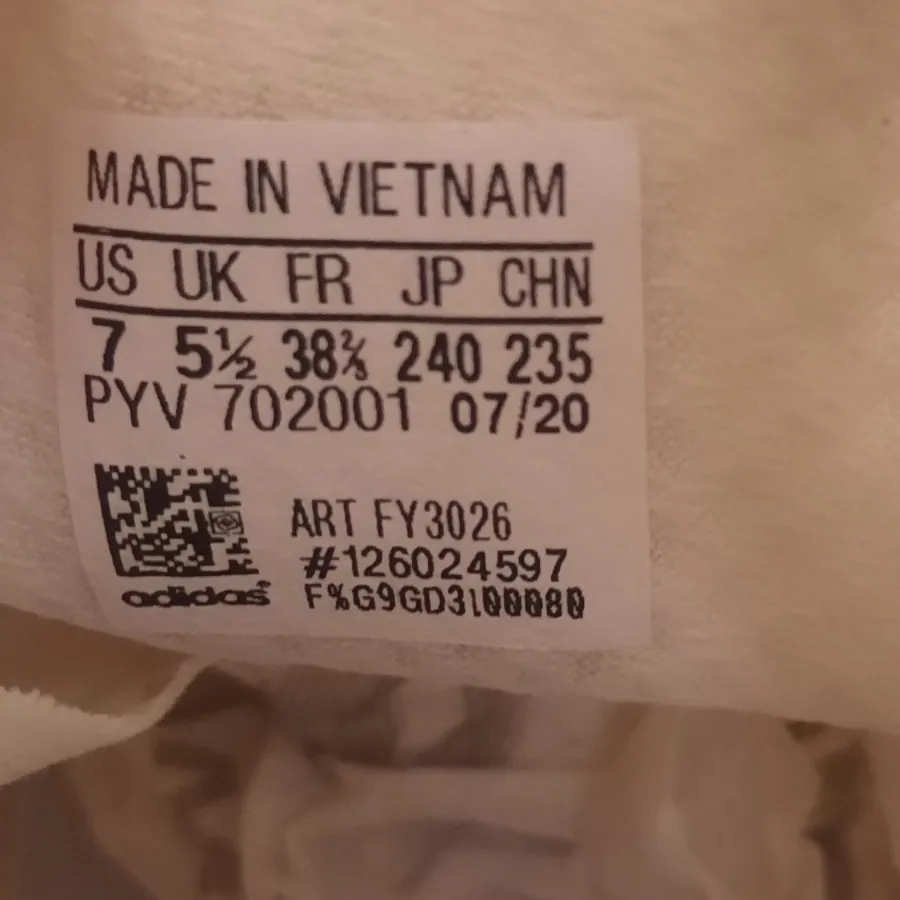 MADE IN VIETNAM
US UK FR JP CHN
7 5½ 38⅔ 240 235
PYV 702001 07/20
ART FY3026
#126024597
adidas